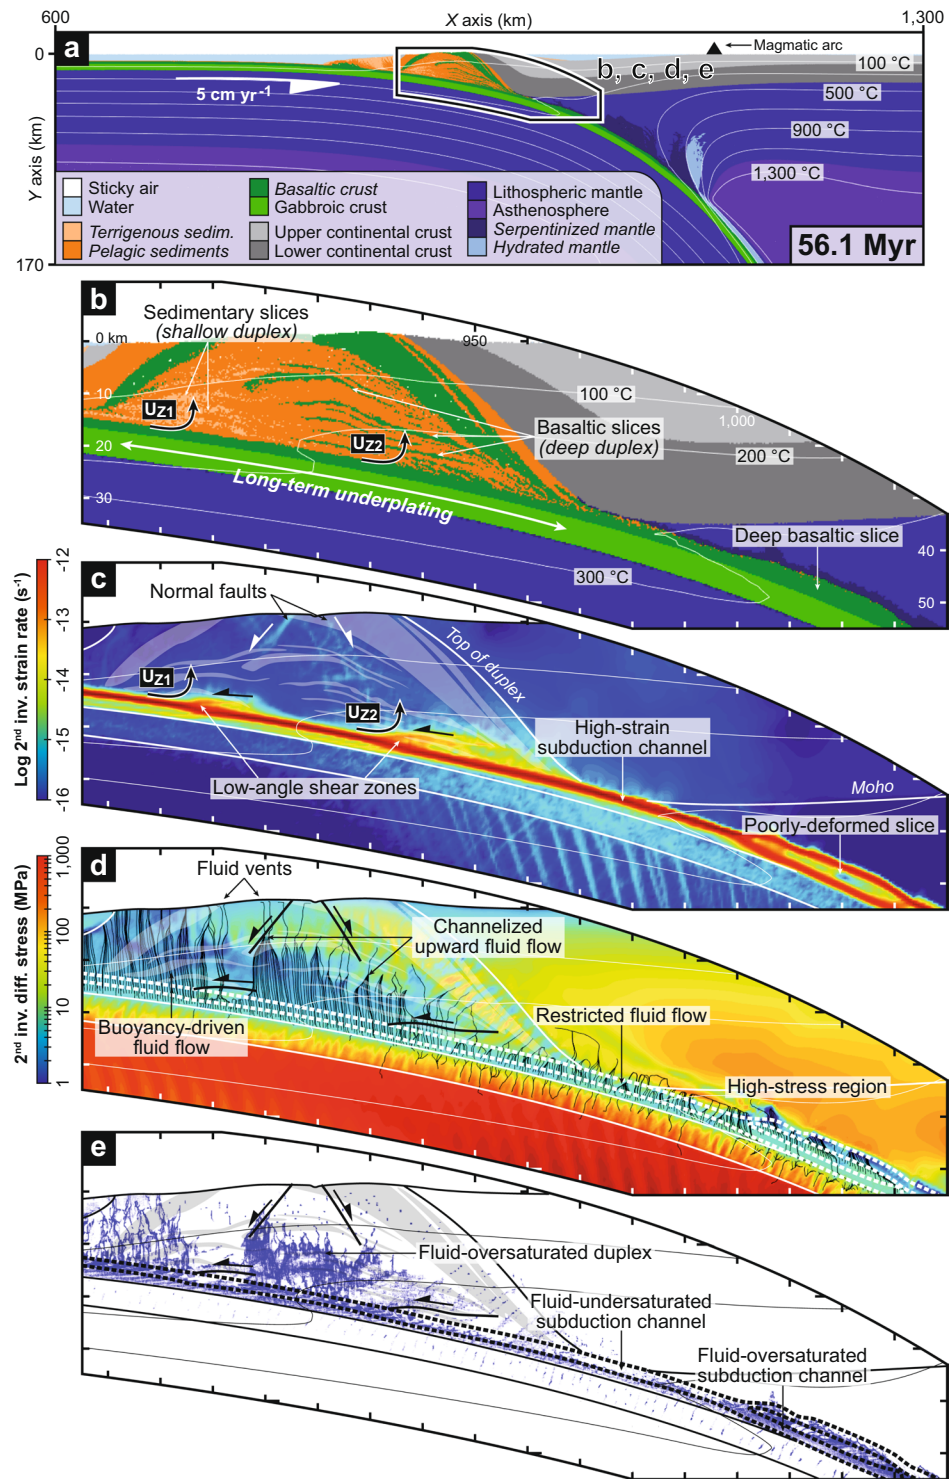 600
X axis (km)
1,300
0
a
Magmatic arc
b, c, d, e
100 °C
5 cm yr-1
500 °C
900 °C
1,300 °C
Y axis (km)
Sticky air
Water
Terrigenous sedim.
Pelagic sediments
Basaltic crust
Gabbroic crust
Upper continental crust
Lower continental crust
Lithospheric mantle
Asthenosphere
Serpentinized mantle
Hydrated mantle
170
56.1 Myr
b
Sedimentary slices
(shallow duplex)
0 km
950
10
100 °C
UZ1
1,000
Basaltic slices
(deep duplex)
UZ2
20
200 °C
Long-term underplating
30
Deep basaltic slice
40
300 °C
50
c
-12
Normal faults
-13
Top of duplex
UZ1
-14
UZ2
High-strain
subduction channel
-15
Low-angle shear zones
Moho
-16
Poorly-deformed slice
Log 2nd inv. strain rate (s-1)
d
1,000
Fluid vents
Channelized
upward fluid flow
100
Restricted fluid flow
10
Buoyancy-driven
fluid flow
High-stress region
1
2nd inv. diff. stress (MPa)
e
Fluid-oversaturated duplex
Fluid-undersaturated
subduction channel
Fluid-oversaturated
subduction channel